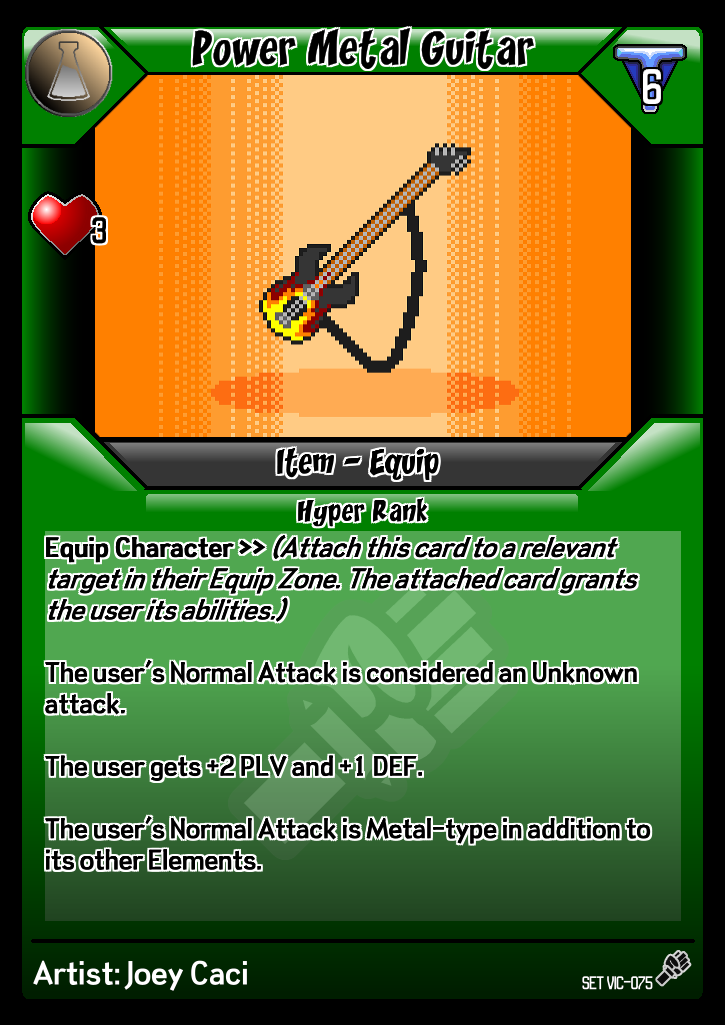 Power Metal Guitar
6
3
Item - Equip
Hyper Rank
Equip Character >> (Attach this card to a relevant
target in their Equip Zone. The attached card grants
the user its abilities.)
The user's Normal Attack is considered an Unknown
attack.
The user gets +2 PLV and +1 DEF.
The user's Normal Attack is Metal-type in addition to
its other Elements.
Artist: Joey Caci
SET VIC-075